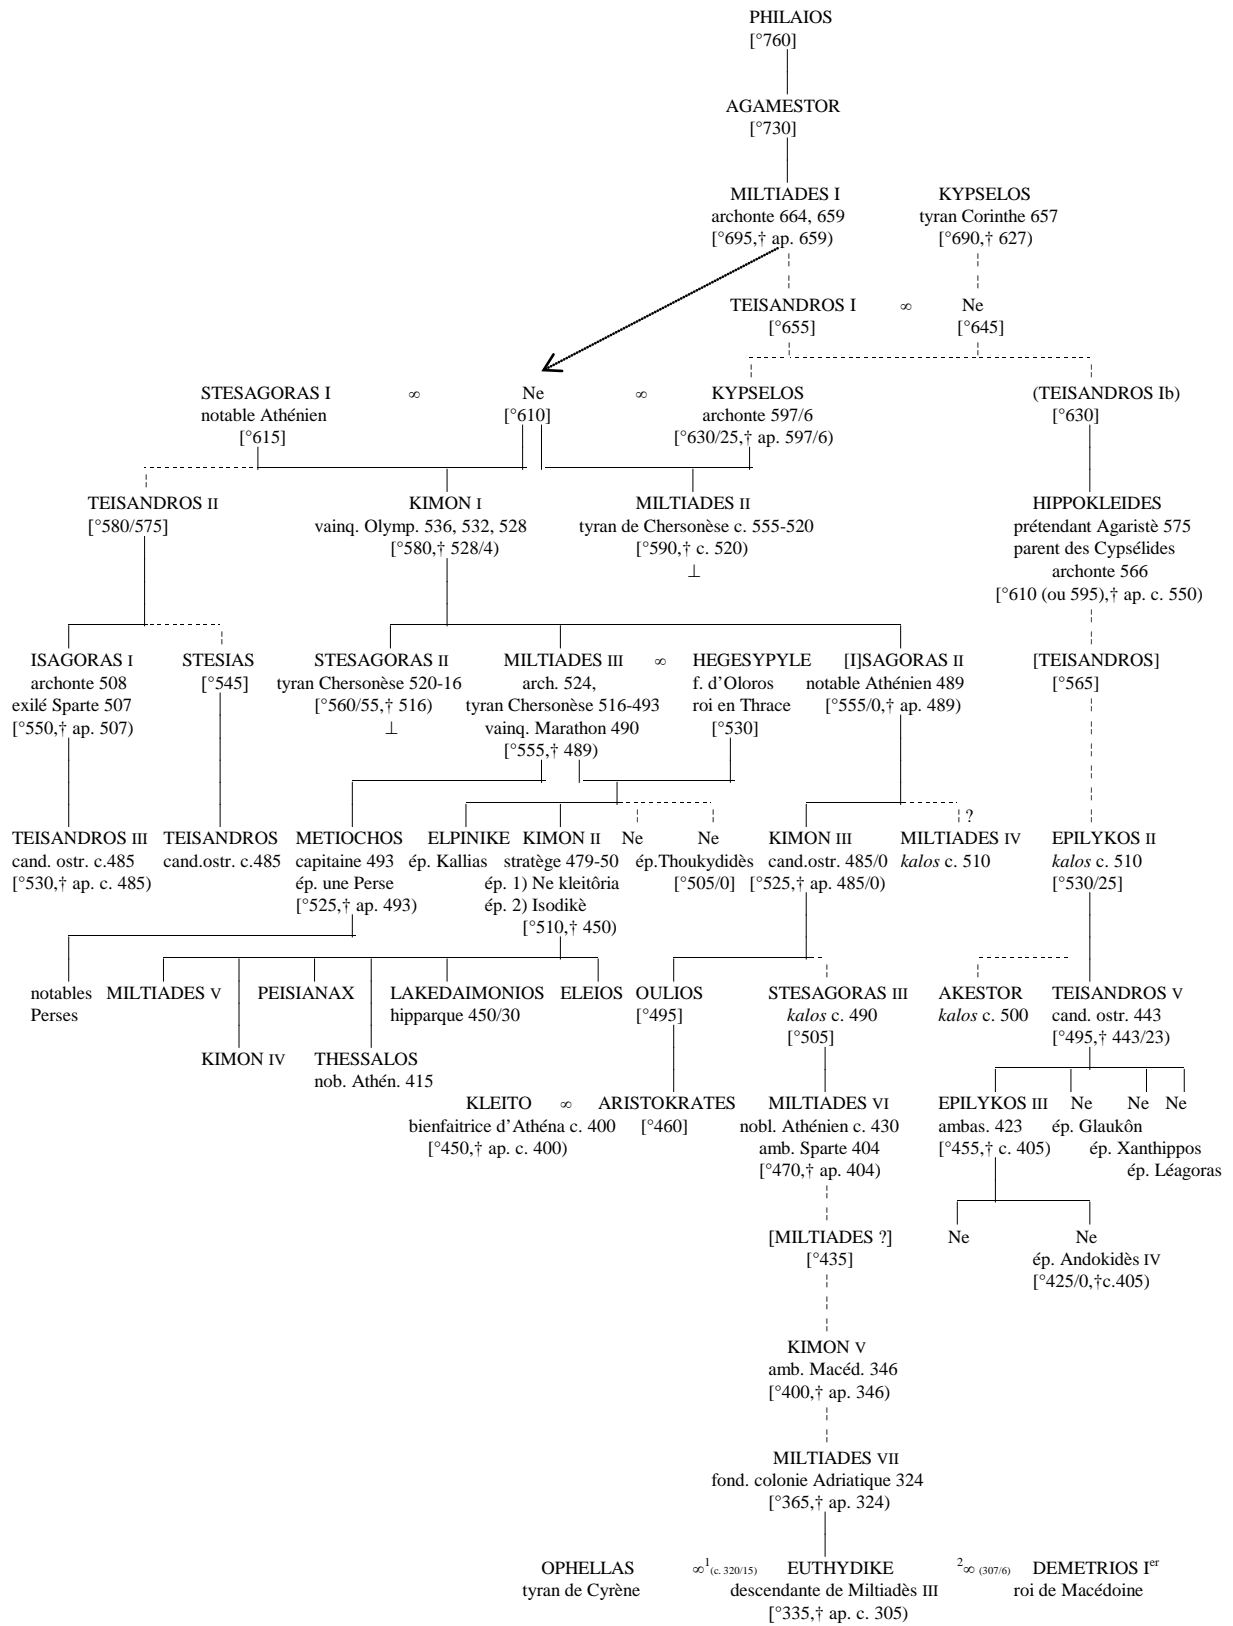 PHILAIOS
[°760]
AGAMESTOR
[°730]
MILTIADES I KYPSELOS
archonte 664, 659 tyran Corinthe 657
[°695,† ap. 659) [°690,† 627)
TEISANDROS I ∞ Ne
[°655] [°645]
STESAGORAS I ∞ Ne ∞ KYPSELOS (TEISANDROS Ib)
notable Athénien [°610] archonte 597/6 [°630]
[°615] [°630/25,† ap. 597/6)
TEISANDROS II KIMON I MILTIADES II HIPPOKLEIDES
[°580/575] vainq. Olymp. 536, 532, 528 tyran de Chersonèse c. 555-520 prétendant Agaristè 575
[°580,† 528/4) [°590,† c. 520) parent des Cypsélides
⊥ archonte 566
[°610 (ou 595),† ap. c. 550)
ISAGORAS I STESIAS STESAGORAS II MILTIADES III ∞ HEGESYPYLE [I]SAGORAS II [TEISANDROS]
archonte 508 [°545] tyran Chersonèse 520-16 arch. 524, f. d’Oloros notable Athénien 489 [°565]
exilé Sparte 507 [°560/55,† 516) tyran Chersonèse 516-493 roi en Thrace [°555/0,† ap. 489)
[°550,† ap. 507) ⊥ vainq. Marathon 490 [°530]
[°555,† 489)
?
TEISANDROS III TEISANDROS METIOCHOS ELPINIKE KIMON II Ne Ne KIMON III MILTIADES IV EPILYKOS II
cand. ostr. c.485 cand.ostr. c.485 capitaine 493 ép. Kallias stratège 479-50 ép.Thoukydidès cand.ostr. 485/0 kalos c. 510 kalos c. 510
[°530,† ap. c. 485) ép. une Perse ép. 1) Ne kleitôria [°505/0] [°525,† ap. 485/0) [°530/25]
[°525,† ap. 493) ép. 2) Isodikè
[°510,† 450)
notables MILTIADES V PEISIANAX LAKEDAIMONIOS ELEIOS OULIOS STESAGORAS III AKESTOR TEISANDROS V
Perses hipparque 450/30 [°495] kalos c. 490 kalos c. 500 cand. ostr. 443
[°505] [°495,† 443/23)
KIMON IV THESSALOS
nob. Athén. 415
KLEITO ∞ ARISTOKRATES MILTIADES VI EPILYKOS III Ne Ne Ne
bienfaitrice d’Athéna c. 400 [°460] nobl. Athénien c. 430 ambas. 423 ép. Glaukôn
[°450,† ap. c. 400) amb. Sparte 404 [°455,† c. 405) ép. Xanthippos
[°470,† ap. 404) ép. Léagoras
[MILTIADES ?] Ne Ne
[°435] ép. Andokidès IV
[°425/0,†c.405)
KIMON V
amb. Macéd. 346
[°400,† ap. 346)
MILTIADES VII
fond. colonie Adriatique 324
[°365,† ap. 324)
OPHELLAS ∞1(c. 320/15) EUTHYDIKE 2∞ (307/6) DEMETRIOS Ier
tyran de Cyrène descendante de Miltiadès III roi de Macédoine
[°335,† ap. c. 305)